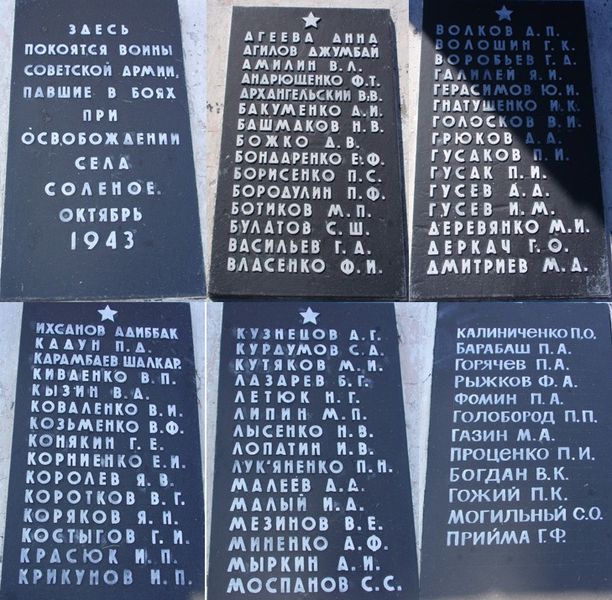 ЗДЕСЬ
ПОКОЯТСЯ ВОИНЫ
СОВЕТСКОЙ АРМИИ,
ПАВШИЕ В БОЯХ
ПРИ
ОСВОБОЖДЕНИИ
СЕЛА
СОЛЕНОЕ.
ОКТЯБРЬ
1943
АГЕЕВА АННА
АГИЛОВ ДЖУМБАЙ
АМИЛИН В.Л.
АНДРЮЩЕНКО Ф.Т.
АРХАНГЕЛЬСКИЙ В.В.
БАКУМЕНКО А.И.
БАШМАКОВ Н.В.
БОЖКО Д.В.
БОНДАРЕНКО Е.Ф.
БОРИСЕНКО П.С.
БОРОДУЛИН П.Ф.
БОТИКОВ М.П.
БУЛАТОВ С.Ш.
ВАСИЛЬЕВ Г.А.
ВЛАСЕНКО Ф.И.
ВОЛКОВ Д.П.
ВОЛОШИН Г.К.
ВОРОБЬЕВ Г.А.
ГАЛИЛЕЙ Я.И.
ГЕРАСИМОВ Ю.И.
ГНАТУЩЕНКО И.К.
ГОЛОСКОВ В.И.
ГРЮКОВ Д.А.
ГУСАКОВ П.И.
ГУСАК П.И.
ГУСЕВ А.А.
ГУСЕВ И.М.
ДЕРЕВЯНКО М.И.
ДЕРКАЧ Г.О.
ДМИТРИЕВ М.А.
ИХСАНОВ АДИББАК
КАДУН П.Д.
КАРАМБАЕВ ШАЛКАР.
КИВАЕНКО В.П.
КЫЗИН В.А.
КОВАЛЕНКО В.И.
КОЗЬМЕНКО В.Ф.
КОНЯКИН Г.Е.
КОРНИЕНКО Е.И.
КОРОЛЕВ Я.В.
КОРОТКОВ В.Г.
КОРЯКОВ Я.Н.
КОСТЫГОВ Г.И.
КРАСЮК И.П.
КРИКУНОВ И.П.
КУЗНЕЦОВ А.Г.
КУРДУМОВ С.Д.
КУТЯКОВ М.И.
ЛАЗАРЕВ Б.Г.
ЛЕТЮК Н.Г.
ЛИПИН М.П.
ЛЫСЕНКО Н.В.
ЛОПАТИН И.В.
ЛУК'ЯНЕНКО П.Н.
МАЛЕЕВ Д.А.
МАЛЫЙ И.А.
МЕЗИНОВ В.Е.
МИНЕНКО А.Ф.
МЫРКИН А.И.
МОСПАНОВ С.С.
КАЛИНИЧЕНКО П.О.
БАРАБАШ П.А.
ГОРЯЧЕВ П.А.
РЫЖКОВ Ф.А.
ФОМИН П.А.
ГОЛОБОРОД П.П.
ГАЗИН М.А.
ПРОЦЕНКО П.И.
БОГДАН В.К.
ГОЖИЙ П.К.
МОГИЛЬНЫЙ С.О.
ПРИЙМА Г.Ф.